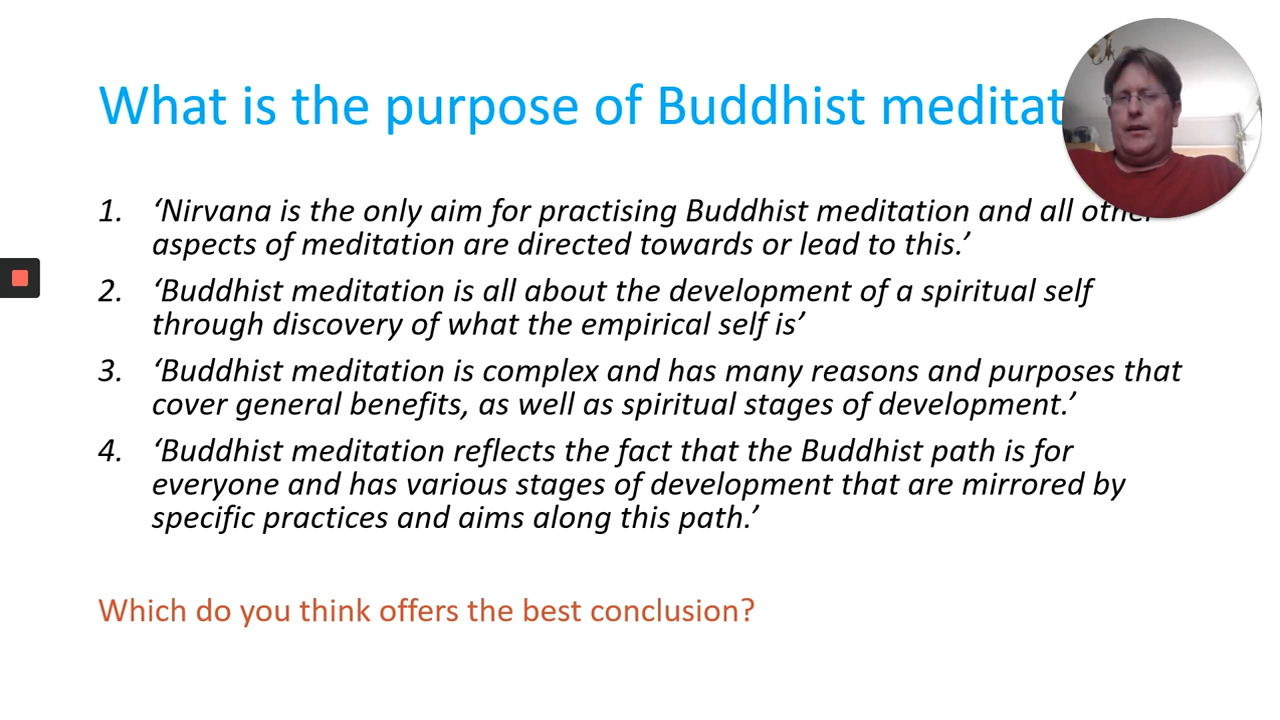 What is the purpose of Buddhist
1. ‘Nirvana is the only aim for practising Buddhist meditation and all
aspects of meditation are directed towards or lead to this.’
2. ‘Buddhist meditation is all about the development of a spiritual self
through discovery of what the empirical self is’
3. ‘Buddhist meditation is complex and has many reasons and purposes that
cover general benefits, as well as spiritual stages of development.’
4. ‘Buddhist meditation reflects the fact that the Buddhist path is for
everyone and has various stages of development that are mirrored by
specific practices and aims along this path.’
Which do you think offers the best conclusion?